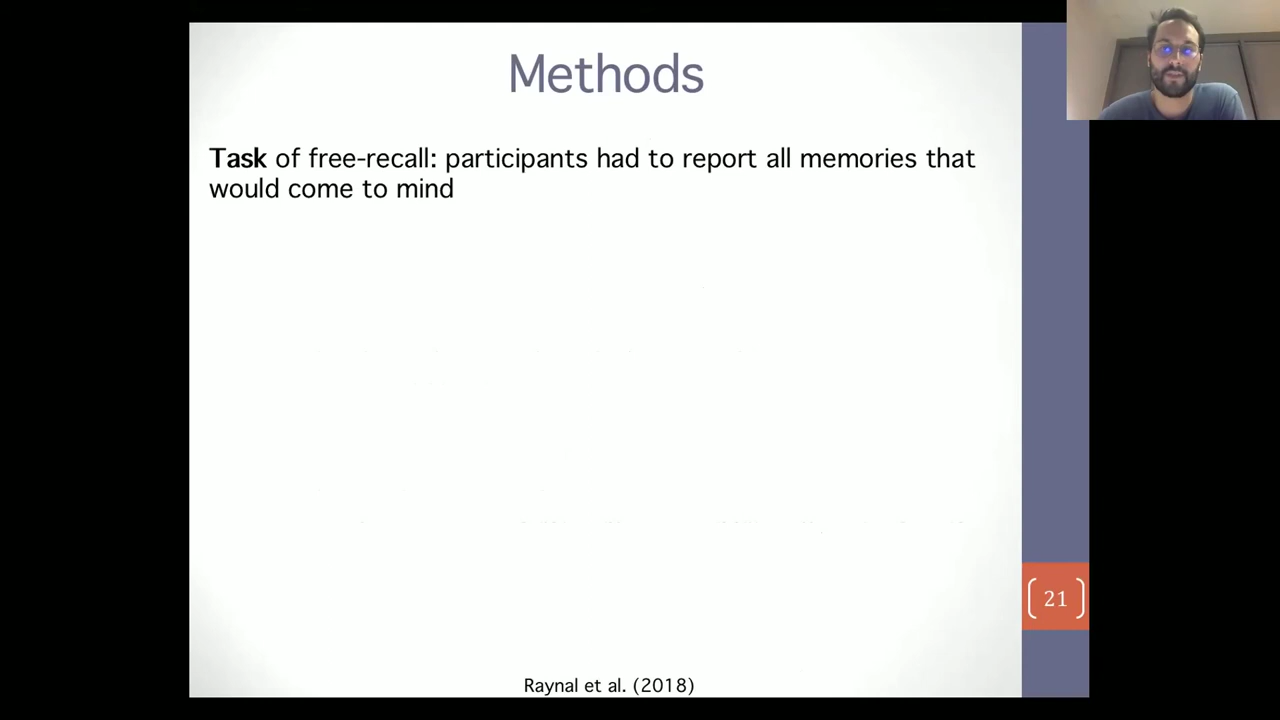 Methods
Task of free-recall: participants had to report all memories that
would come to mind
21
Raynal et al. (2018)